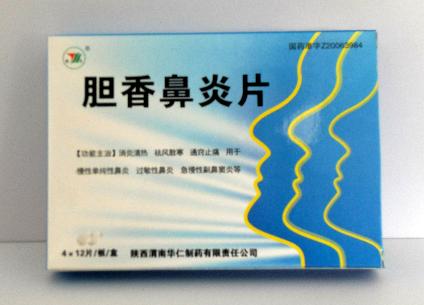 国药准字Z20063984
胆香鼻炎片
【功能主治】消炎清热 祛风散寒 通窍止痛 用于
慢性单纯性鼻炎 过敏性鼻炎 急慢性副鼻窦炎等
4×12片/板/盒 陕西渭南华仁制药有限责任公司